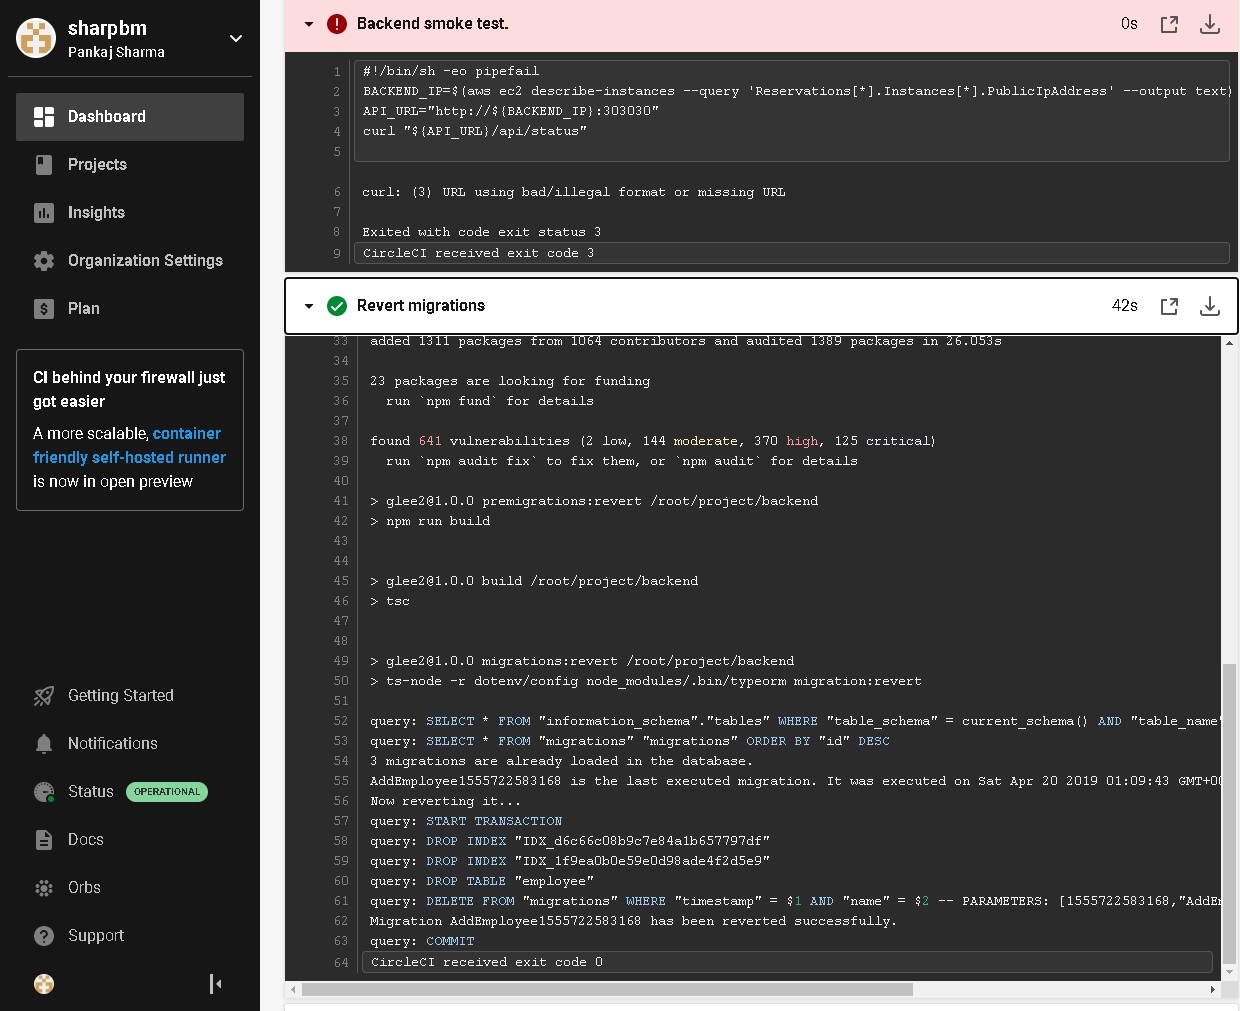 sharpbm
Pankaj Sharma
Dashboard
Projects
Insights
Organization Settings
Plan
CI behind your firewall just
got easier
A more scalable, container
friendly self-hosted runner
is now in open preview
Getting Started
Notifications
Status OPERATIONAL
Docs
Orbs
Support
Backend smoke test. 0s
1 #!/bin/sh -eo pipefail
2 BACKEND_IP=$(aws ec2 describe-instances --query 'Reservations[*].Instances[*].PublicIpAddress' --output text)
3 API_URL="http://${BACKEND_IP}:303030"
4 curl "${API_URL}/api/status"
5
6 curl: (3) URL using bad/illegal format or missing URL
7
8 Exited with code exit status 3
9 CircleCI received exit code 3
Revert migrations 42s
33 added 1311 packages from 1064 contributors and audited 1389 packages in 26.053s
34
35 23 packages are looking for funding
36 run `npm fund` for details
37
38 found 641 vulnerabilities (2 low, 144 moderate, 370 high, 125 critical)
39 run `npm audit fix` to fix them, or `npm audit` for details
40
41 > glee2@1.0.0 premigrations:revert /root/project/backend
42 > npm run build
43
44
45 > glee2@1.0.0 build /root/project/backend
46 > tsc
47
48
49 > glee2@1.0.0 migrations:revert /root/project/backend
50 > ts-node -r dotenv/config node_modules/.bin/typeorm migration:revert
51
52 query: SELECT * FROM "information_schema"."tables" WHERE "table_schema" = current_schema() AND "table_name"
53 query: SELECT * FROM "migrations" "migrations" ORDER BY "id" DESC
54 3 migrations are already loaded in the database.
55 AddEmployee1555722583168 is the last executed migration. It was executed on Sat Apr 20 2019 01:09:43 GMT+00
56 Now reverting it...
57 query: START TRANSACTION
58 query: DROP INDEX "IDX_d6c66c08b9c7e84a1b657797df"
59 query: DROP INDEX "IDX_1f9ea0b0e59e0d98ade4f2d5e9"
60 query: DROP TABLE "employee"
61 query: DELETE FROM "migrations" WHERE "timestamp" = $1 AND "name" = $2 -- PARAMETERS: [1555722583168,"AddEm
62 Migration AddEmployee1555722583168 has been reverted successfully.
63 query: COMMIT
64 CircleCI received exit code 0